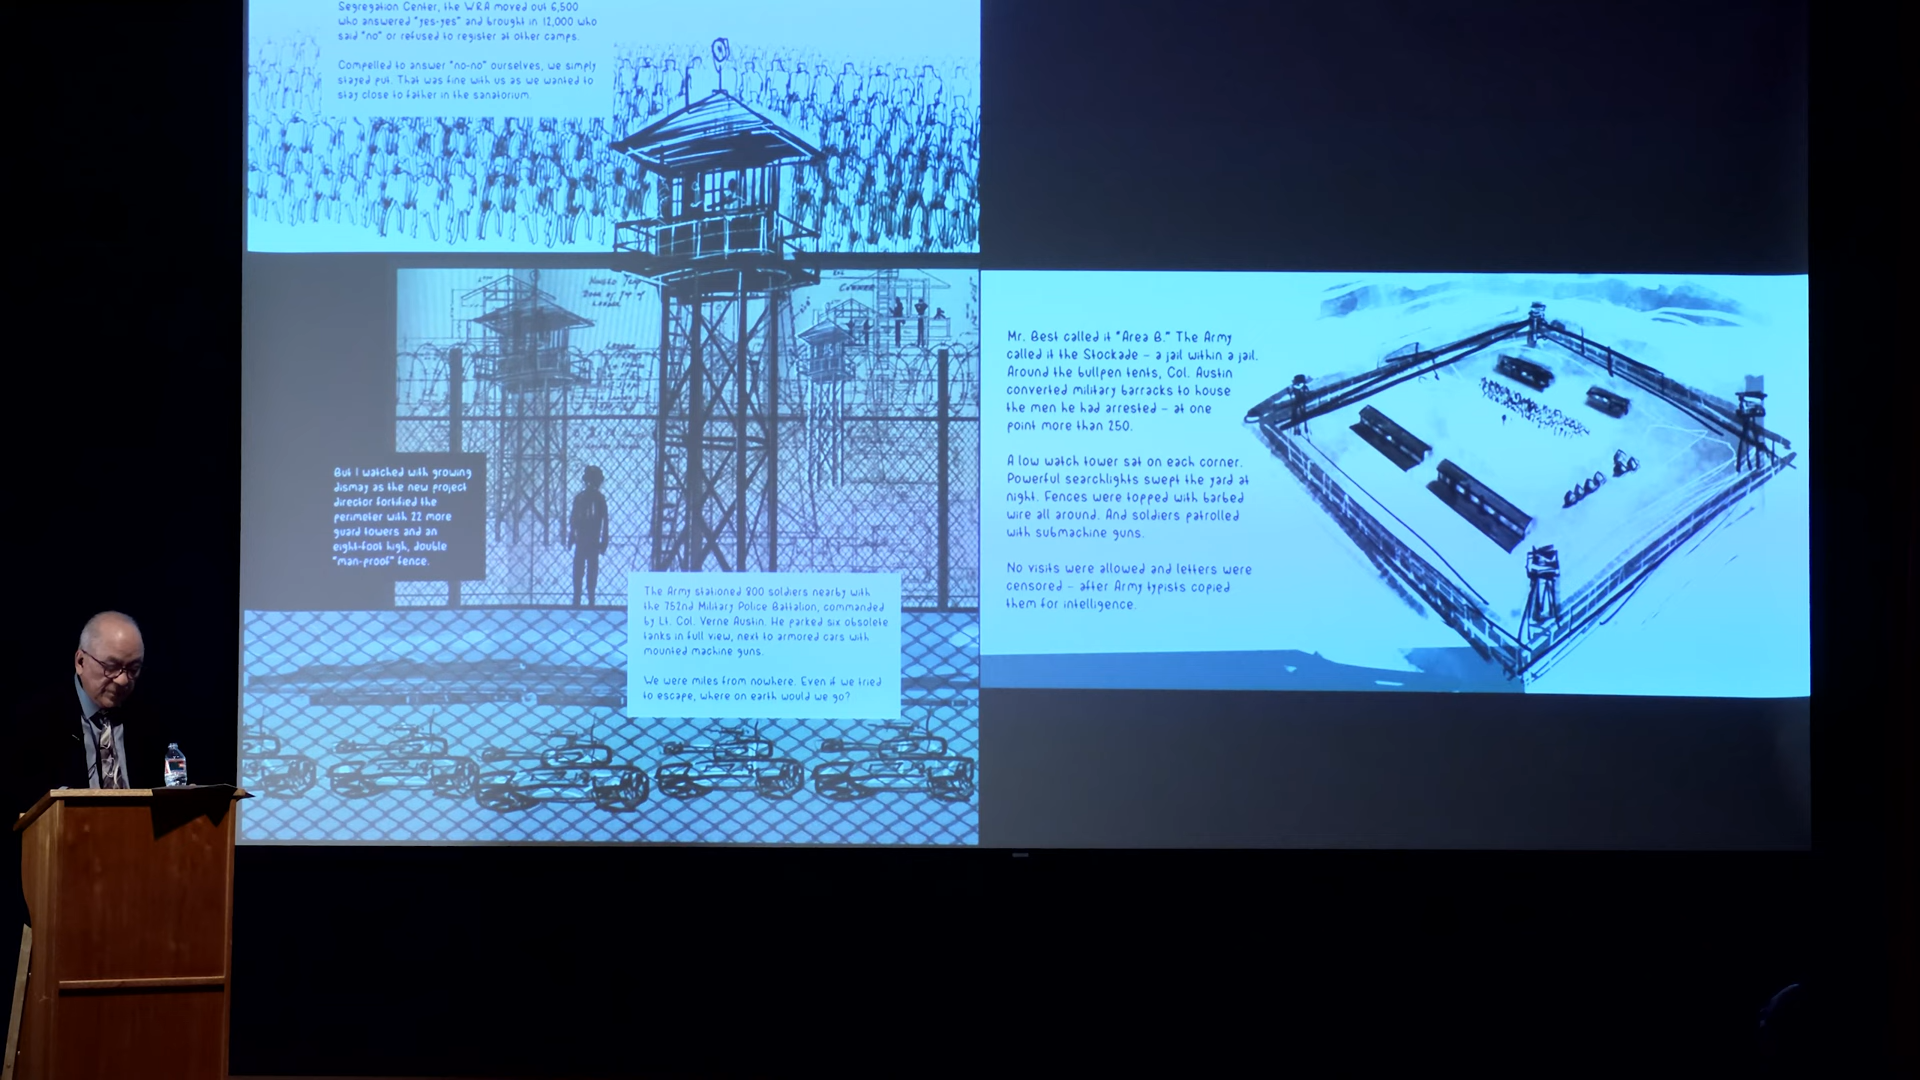 Segregation Center, the WRA moved out 6,500
who answered "yes-yes" and brought in 12,000 who
said "no" or refused to register at other camps.
Compelled to answer "no-no" ourselves, we simply
stayed put. That was fine with us as we wanted to
stay close to father in the sanatorium.
But I watched with growing
dismay as the new project
director fortified the
perimeter with 22 more
guard towers and an
eight-foot high, double
"man-proof" fence.
The Army stationed 800 soldiers nearby with
the 752nd Military Police Battalion, commanded
by Lt. Col. Verne Austin. He parked six obsolete
tanks in full view, next to armored cars with
mounted machine guns.
We were miles from nowhere. Even if we tried
to escape, where on earth would we go?
Mr. Best called it "Area B." The Army
called it the Stockade – a jail within a jail.
Around the bullpen tents, Col. Austin
converted military barracks to house
the men he had arrested – at one
point more than 250.
A low watch tower sat on each corner.
Powerful searchlights swept the yard at
night. Fences were topped with barbed
wire all around. And soldiers patrolled
with submachine guns.
No visits were allowed and letters were
censored – after Army typists copied
them for intelligence.